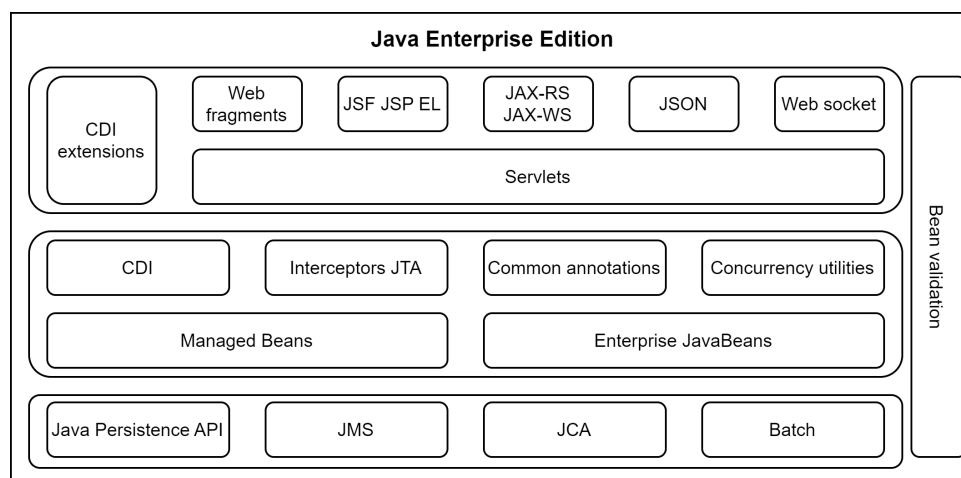 Java Enterprise Edition
CDI
extensions
Web
fragments
JSF JSP EL
JAX-RS
JAX-WS
JSON
Web socket
Servlets
CDI
Interceptors JTA
Common annotations
Concurrency utilities
Managed Beans
Enterprise JavaBeans
Java Persistence API
JMS
JCA
Batch
Bean validation